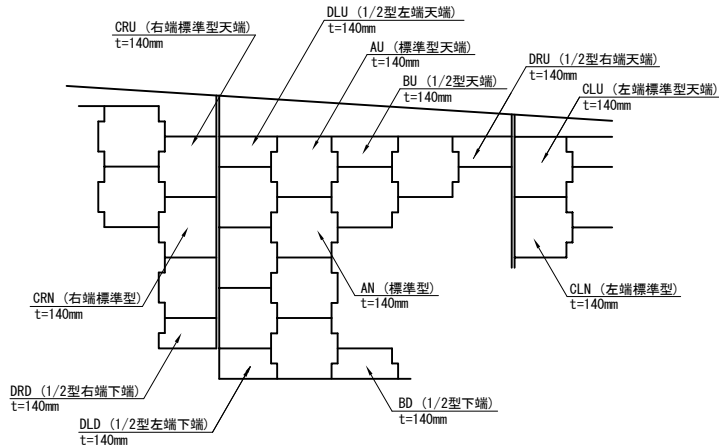 DLU (1/2型左端天端)
t=140mm
CRU (右端標準型天端)
t=140mm
AU (標準型天端)
t=140mm
DRU (1/2型右端天端)
t=140mm
BU (1/2型天端)
t=140mm
CLU (左端標準型天端)
t=140mm
CRN (右端標準型)
t=140mm
AN (標準型)
t=140mm
CLN (左端標準型)
t=140mm
DRD (1/2型右端下端)
t=140mm
BD (1/2型下端)
t=140mm
DLD (1/2型左端下端)
t=140mm